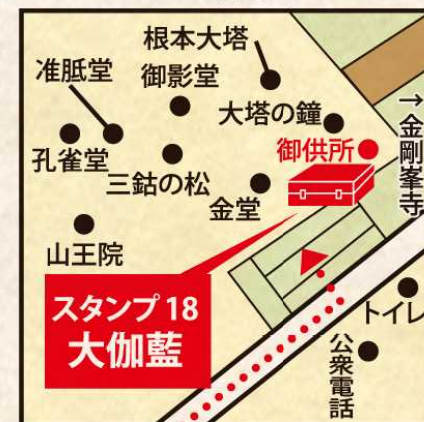 根本大塔
准胝堂
御影堂
大塔の鐘
→金剛峯寺
御供所
孔雀堂
三鈷の松
金堂
山王院
スタンプ18
大伽藍
トイレ
公衆電話